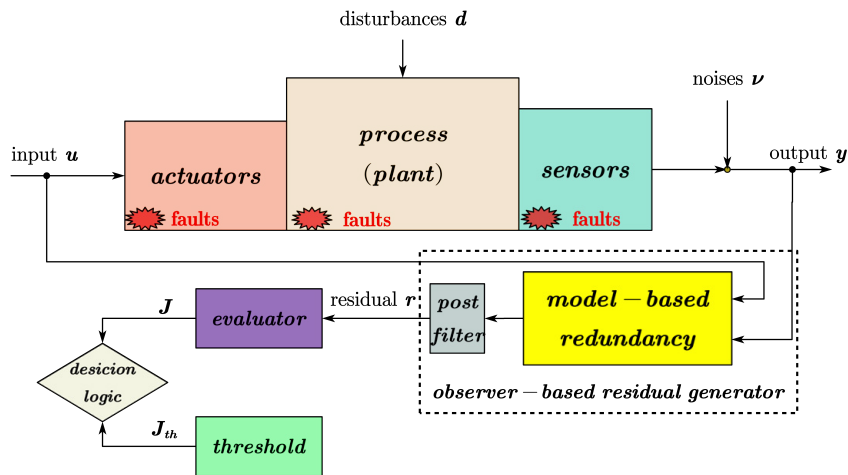 disturbances d
noises ν
process
(plant)
input u
actuators
sensors
output y
faults
faults
faults
J
evaluator
residual r
post
filter
model-based
redundancy
desicion
logic
observer-based residual generator
J_th
threshold